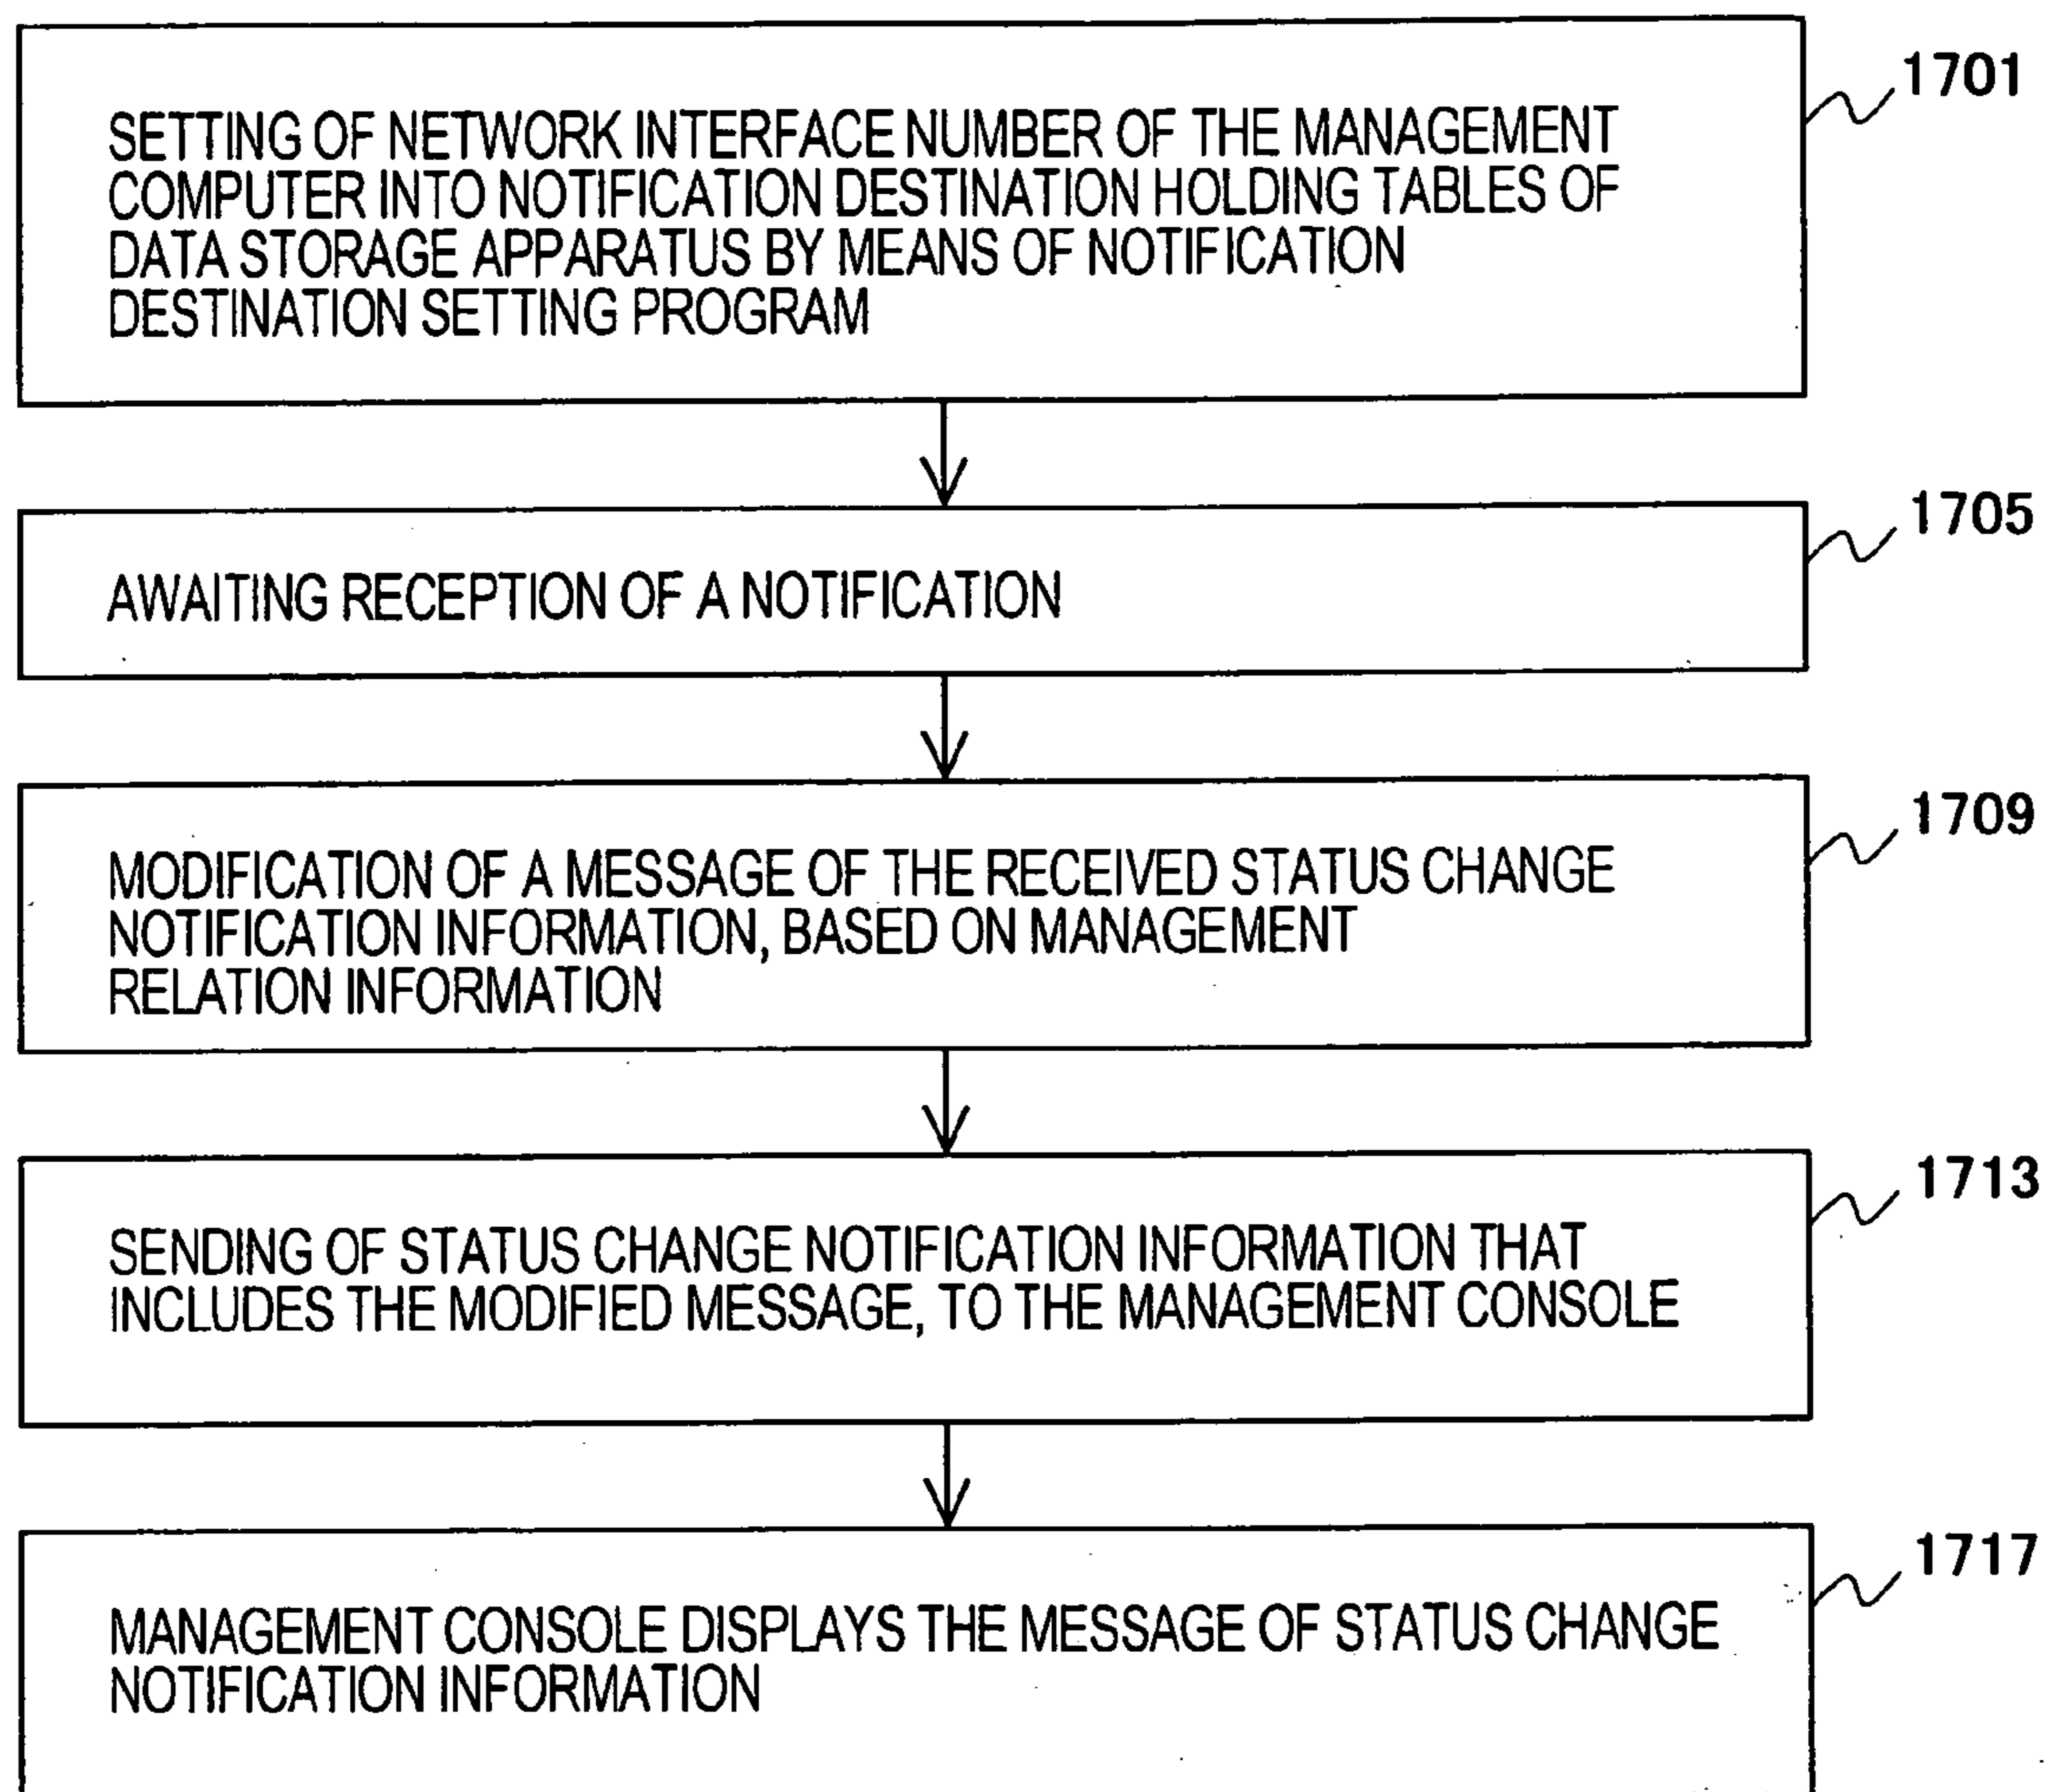 1701
SETTING OF NETWORK INTERFACE NUMBER OF THE MANAGEMENT
COMPUTER INTO NOTIFICATION DESTINATION HOLDING TABLES OF
DATA STORAGE APPARATUS BY MEANS OF NOTIFICATION
DESTINATION SETTING PROGRAM
1705
AWAITING RECEPTION OF A NOTIFICATION
1709
MODIFICATION OF A MESSAGE OF THE RECEIVED STATUS CHANGE
NOTIFICATION INFORMATION, BASED ON MANAGEMENT
RELATION INFORMATION
1713
SENDING OF STATUS CHANGE NOTIFICATION INFORMATION THAT
INCLUDES THE MODIFIED MESSAGE, TO THE MANAGEMENT CONSOLE
1717
MANAGEMENT CONSOLE DISPLAYS THE MESSAGE OF STATUS CHANGE
NOTIFICATION INFORMATION